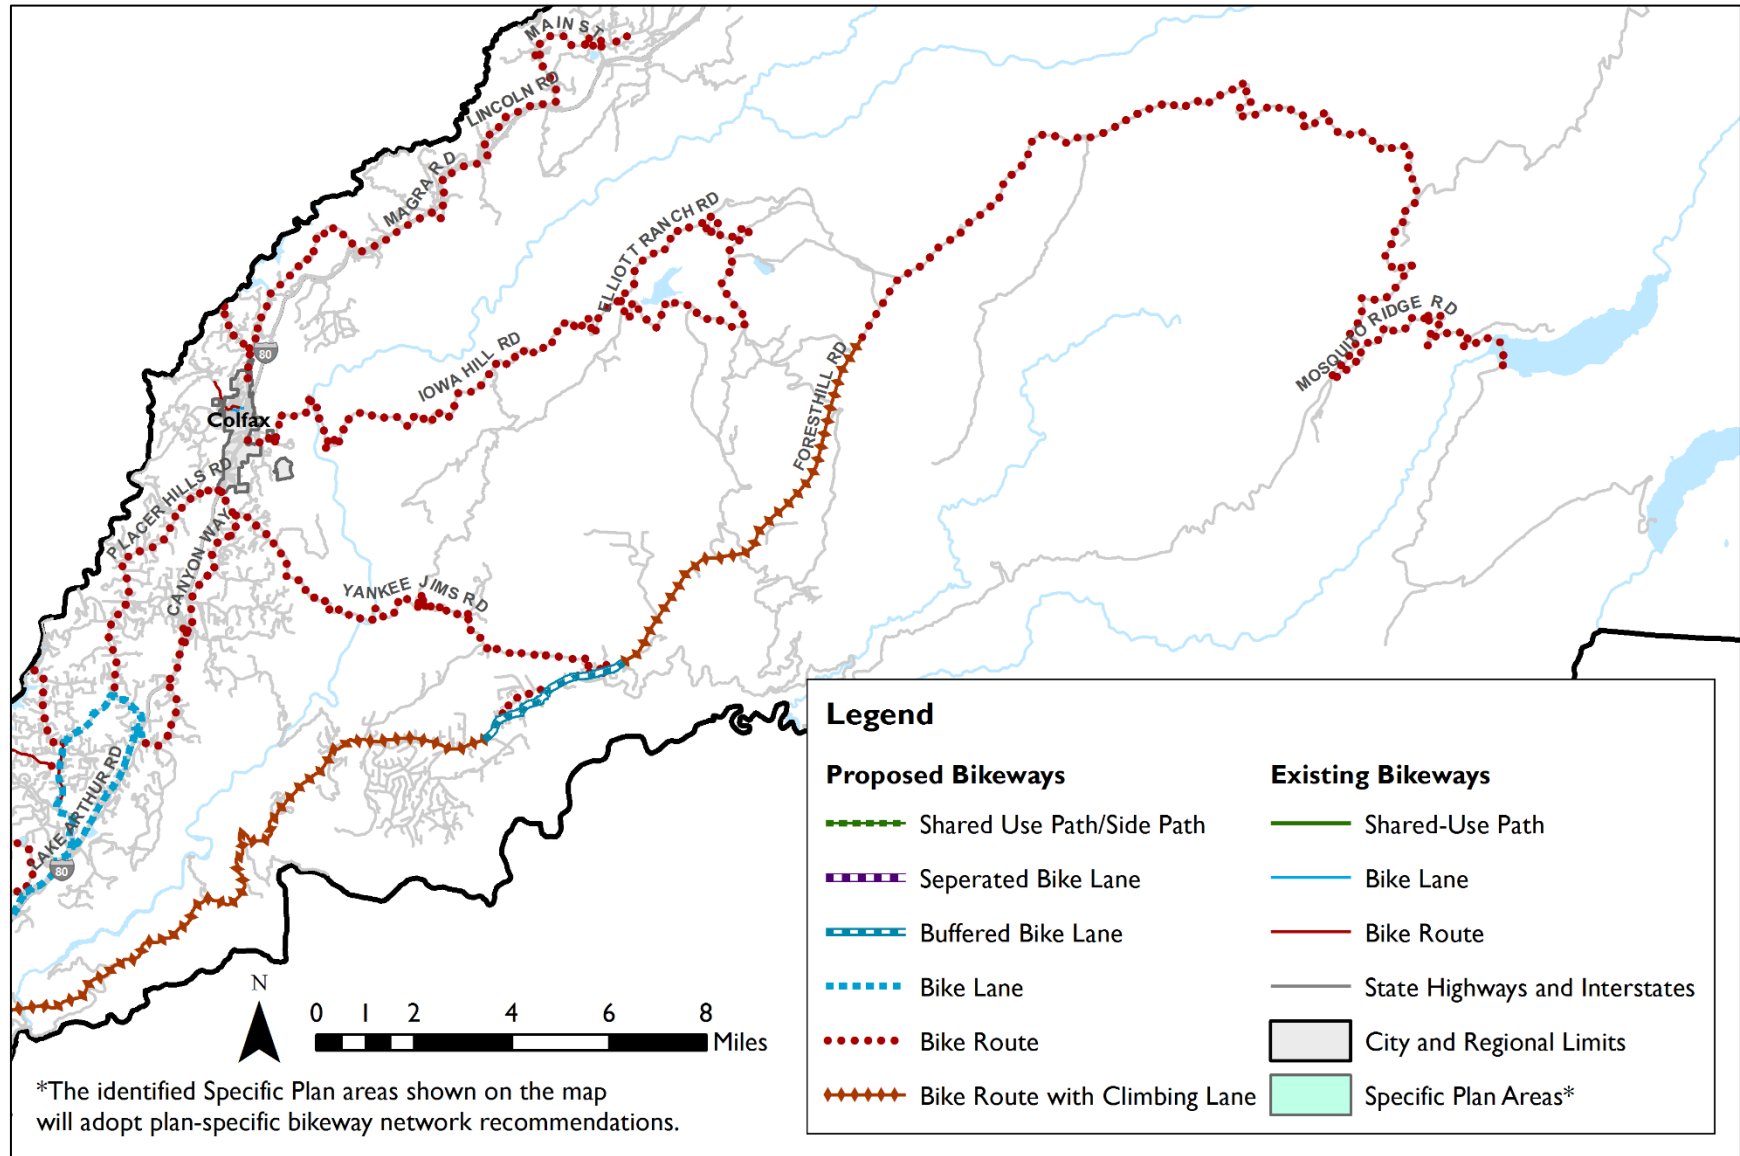 MAIN ST
LINCOLN RD
MAGRA RD
ELLIOTT RANCH RD
80
IOWA HILL RD
MOSQUITO RIDGE RD
FORESTHILL RD
Colfax
PLACER HILLS RD
CANYON WAY
YANKEE JIMS RD
LAKE ARTHUR RD
80
Legend
Proposed Bikeways
Shared Use Path/Side Path
Seperated Bike Lane
Buffered Bike Lane
Bike Lane
Bike Route
Bike Route with Climbing Lane
Existing Bikeways
Shared-Use Path
Bike Lane
Bike Route
State Highways and Interstates
City and Regional Limits
Specific Plan Areas*
N
0 1 2 4 6 8
Miles
*The identified Specific Plan areas shown on the map
will adopt plan-specific bikeway network recommendations.